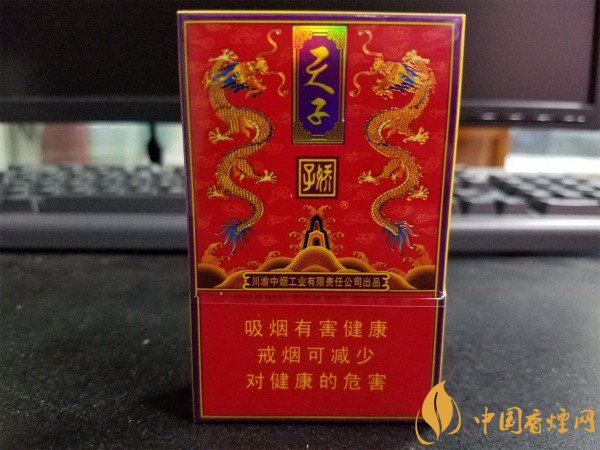 天子
娇子
®
川渝中烟工业有限责任公司出品
吸烟有害健康
戒烟可减少
对健康的危害
中国香烟网